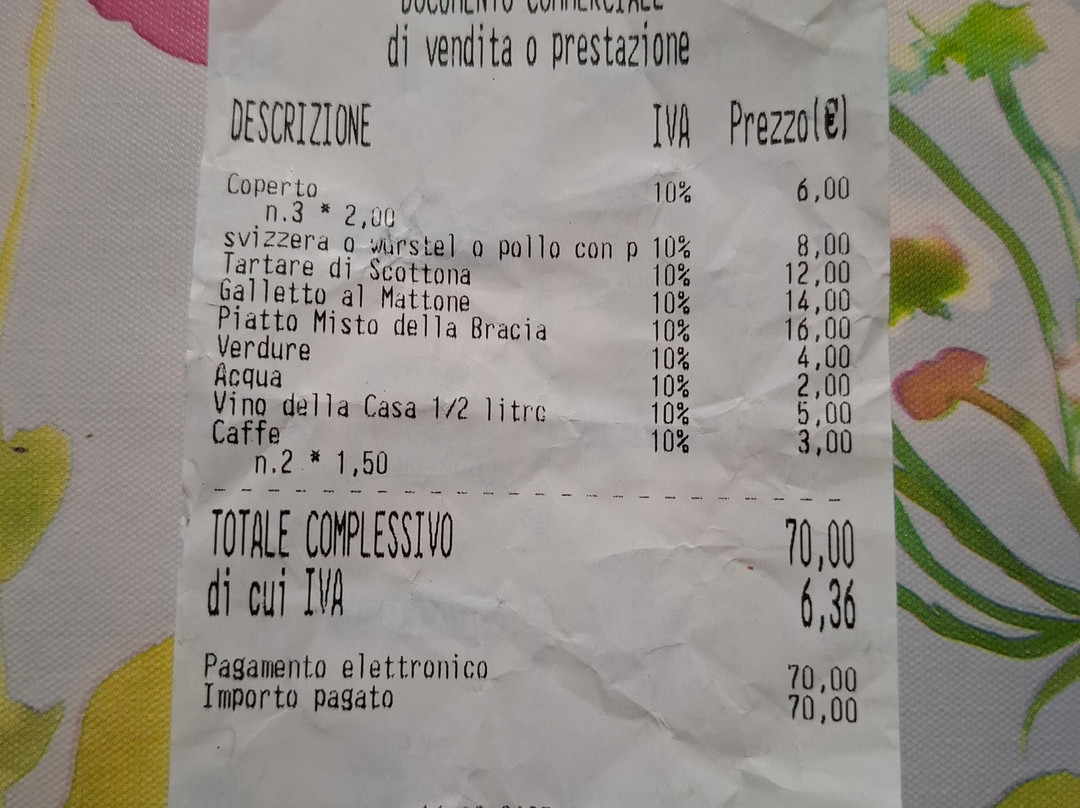 DOCUMENTO COMMERCIALE
di vendita o prestazione
DESCRIZIONE IVA Prezzo(€)
Coperto 10% 6,00
n.3 * 2,00
svizzera o wurstel o pollo con p 10% 8,00
Tartare di Scottona 10% 12,00
Galletto al Mattone 10% 14,00
Piatto Misto della Bracia 10% 16,00
Verdure 10% 4,00
Acqua 10% 2,00
Vino della Casa 1/2 litro 10% 5,00
Caffe 10% 3,00
n.2 * 1,50
TOTALE COMPLESSIVO 70,00
di cui IVA 6,36
Pagamento elettronico 70,00
Importo pagato 70,00